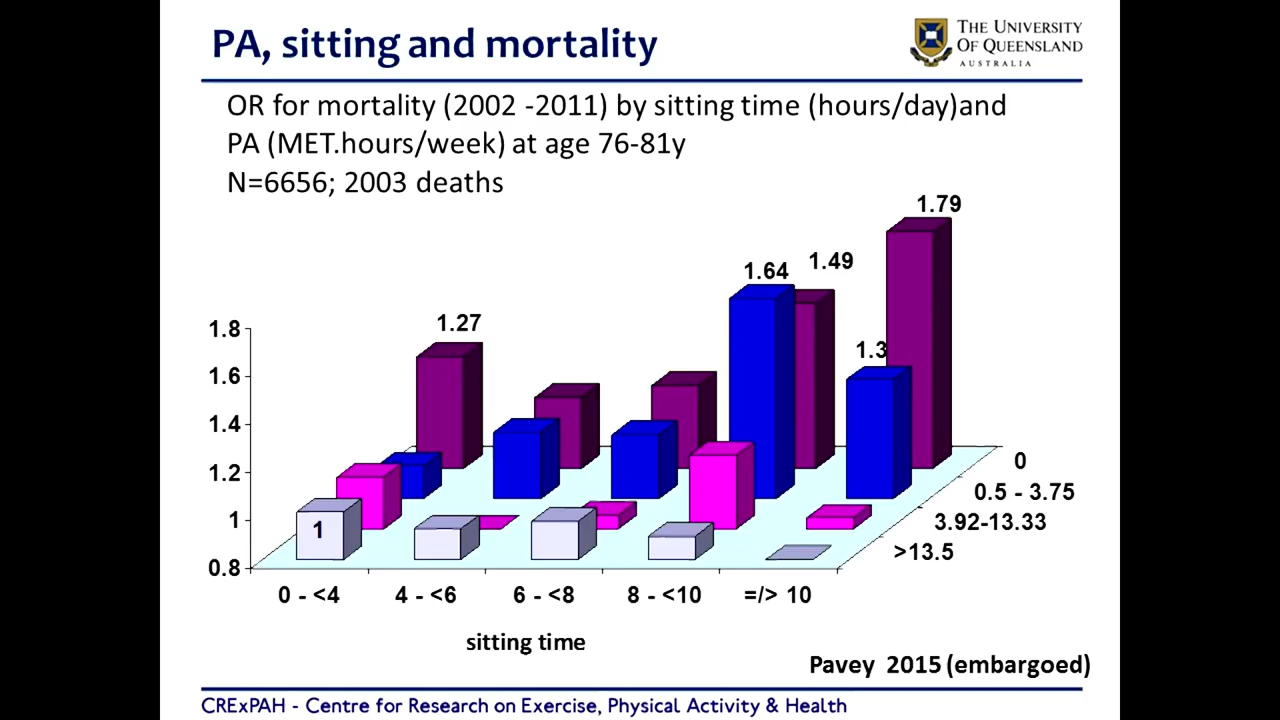 PA, sitting and mortality
THE UNIVERSITY
OF QUEENSLAND
AUSTRALIA
OR for mortality (2002 -2011) by sitting time (hours/day)and
PA (MET.hours/week) at age 76-81y
N=6656; 2003 deaths
1.79
1.64
1.49
1.27
1.3
1.8
1.6
1.4
1.2
1
0.8
1
0
0.5 - 3.75
3.92-13.33
>13.5
0 - <4
4 - <6
6 - <8
8 - <10
=/> 10
sitting time
Pavey 2015 (embargoed)
CRExPAH - Centre for Research on Exercise, Physical Activity & Health